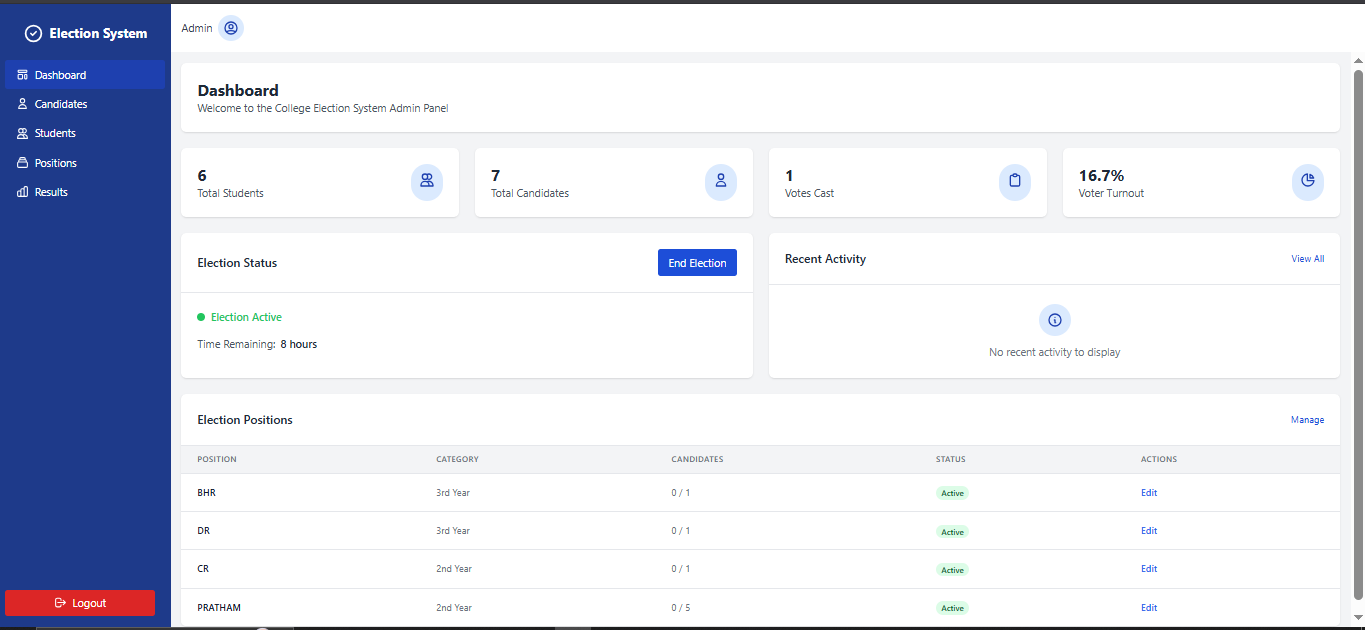 Election System
Dashboard
Candidates
Students
Positions
Results
Logout
Admin
Dashboard
Welcome to the College Election System Admin Panel
6
Total Students
7
Total Candidates
1
Votes Cast
16.7%
Voter Turnout
Election Status
End Election
Election Active
Time Remaining: 8 hours
Recent Activity
View All
No recent activity to display
Election Positions
Manage
POSITION CATEGORY CANDIDATES STATUS ACTIONS
BHR 3rd Year 0 / 1 Active Edit
DR 3rd Year 0 / 1 Active Edit
CR 2nd Year 0 / 1 Active Edit
PRATHAM 2nd Year 0 / 5 Active Edit